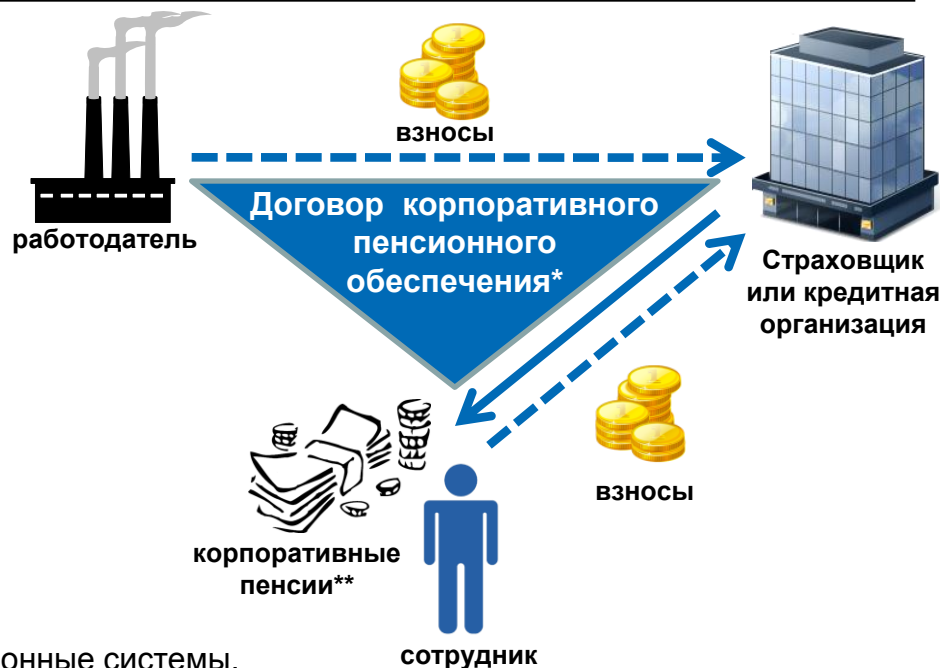 взносы
работодатель
Договор корпоративного
пенсионного
обеспечения*
Страховщик
или кредитная
организация
взносы
корпоративные
пенсии**
сотрудник
онные системы.